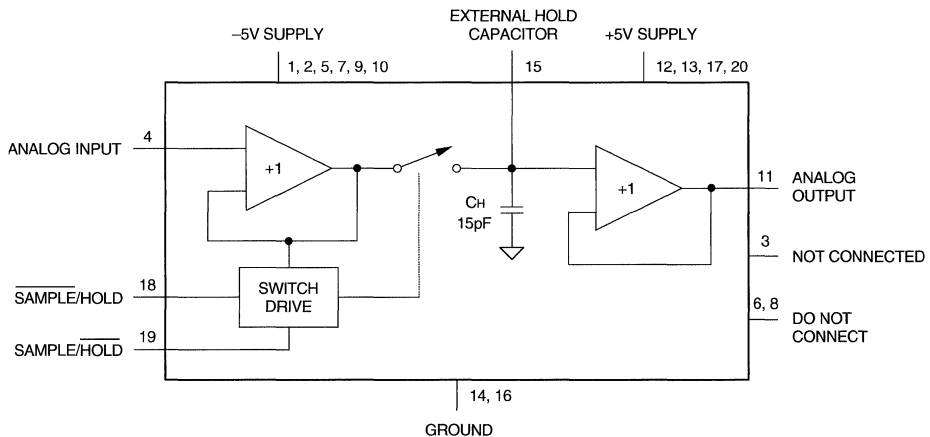 EXTERNAL HOLD
CAPACITOR
–5V SUPPLY
+5V SUPPLY
1, 2, 5, 7, 9, 10
15
12, 13, 17, 20
4
ANALOG INPUT
+1
+1
11
ANALOG
OUTPUT
CH
15pF
3
NOT CONNECTED
18
SAMPLE/HOLD
SWITCH
DRIVE
6, 8
DO NOT
CONNECT
19
SAMPLE/HOLD
14, 16
GROUND